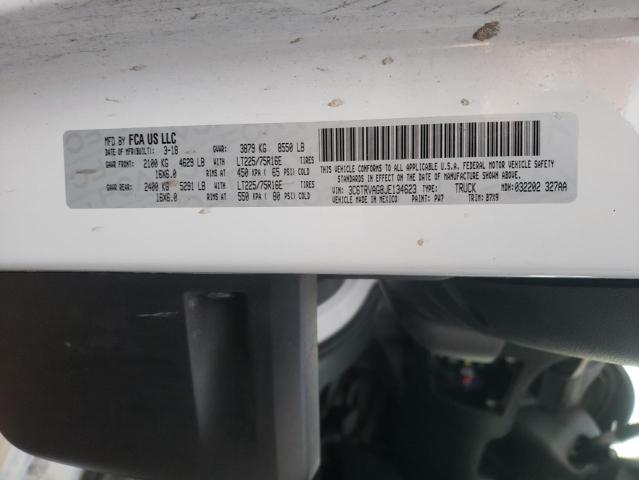 MFD BY FCA US LLC
DATE OF MFR(BUILT): 3-18 GVWR: 3879 KG 8550 LB
GAWR FRONT: 2100 KG 4629 LB WITH LT225/75R16E TIRES
16X6.0 RIMS AT 450 KPA ( 65 PSI) COLD
GAWR REAR: 2400 KG 5291 LB WITH LT225/75R16E TIRES
16X6.0 RIMS AT 550 KPA ( 80 PSI) COLD
THIS VEHICLE CONFORMS TO ALL APPLICABLE U.S.A. FEDERAL MOTOR VEHICLE SAFETY
STANDARDS IN EFFECT ON THE DATE OF MANUFACTURE SHOWN ABOVE.
VIN: 3C6TRVAG8JE134623 TYPE: TRUCK MDH: 032202 327AA
VEHICLE MADE IN MEXICO PAINT: PW7 TRIM: B7X9